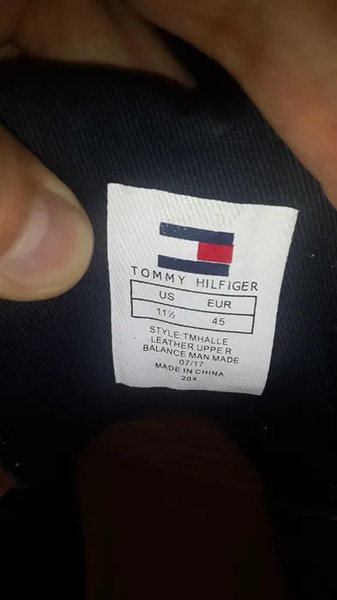 TOMMY HILFIGER
US EUR
11½ 45
STYLE:TMHALLE
LEATHER UPPER
BALANCE MAN MADE
07/17
MADE IN CHINA
204